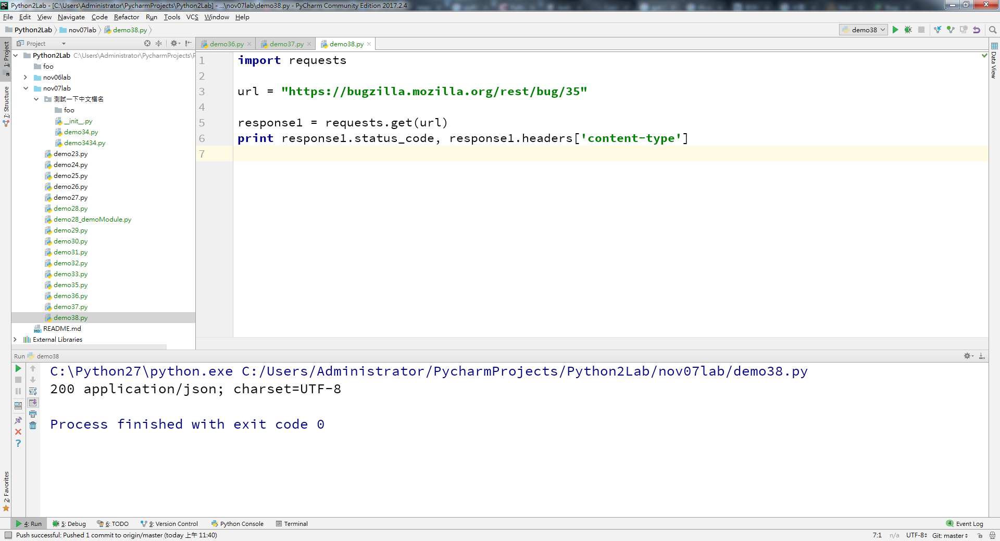 Python2Lab - [C:\Users\Administrator\PycharmProjects\Python2Lab] - ...\nov07lab\demo38.py - PyCharm Community Edition 2017.2.4
File Edit View Navigate Code Refactor Run Tools VCS Window Help
Python2Lab nov07lab demo38.py
demo38
Project
demo36.py demo37.py demo38.py
1: Project
7: Structure
2: Favorites
Data View
Python2Lab C:\Users\Administrator\PycharmProjects\P
foo
nov06lab
nov07lab
測試一下中文檔名
foo
__init__.py
demo34.py
demo3434.py
demo23.py
demo24.py
demo25.py
demo26.py
demo27.py
demo28.py
demo28_demoModule.py
demo29.py
demo30.py
demo31.py
demo32.py
demo33.py
demo35.py
demo36.py
demo37.py
demo38.py
README.md
External Libraries
1 import requests
2
3 url = "https://bugzilla.mozilla.org/rest/bug/35"
4
5 response1 = requests.get(url)
6 print response1.status_code, response1.headers['content-type']
7
Run demo38
C:\Python27\python.exe C:/Users/Administrator/PycharmProjects/Python2Lab/nov07lab/demo38.py
200 application/json; charset=UTF-8
Process finished with exit code 0
4: Run 5: Debug 6: TODO 9: Version Control Python Console Terminal 4 Event Log
Push successful: Pushed 1 commit to origin/master (today 上午 11:40) 7:1 n/a UTF-8 Git: master